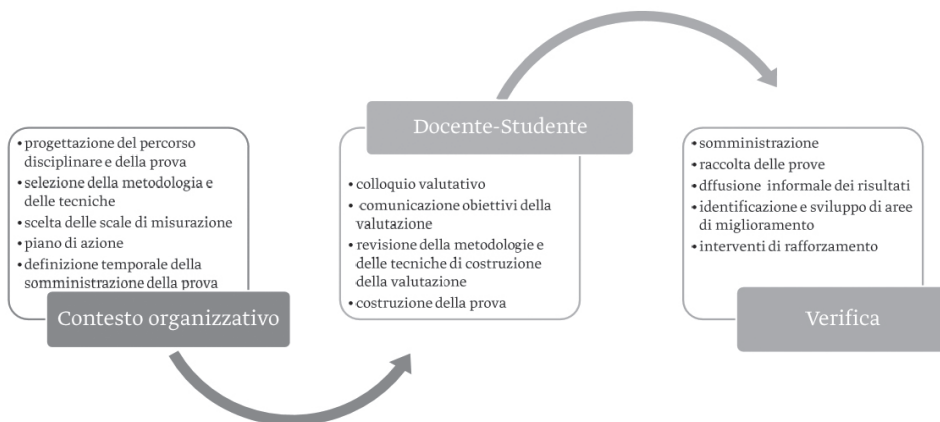 • progettazione del percorso
disciplinare e della prova
• selezione della metodologia e
delle tecniche
• scelta delle scale di misurazione
• piano di azione
• definizione temporale della
somministrazione della prova
Contesto organizzativo
Docente-Studente
• colloquio valutativo
• comunicazione obiettivi della
valutazione
• revisione della metodologie e
delle tecniche di costruzione
della valutazione
• costruzione della prova
• somministrazione
• raccolta delle prove
• dffusione informale dei risultati
• identificazione e sviluppo di aree
di miglioramento
• interventi di rafforzamento
Verifica